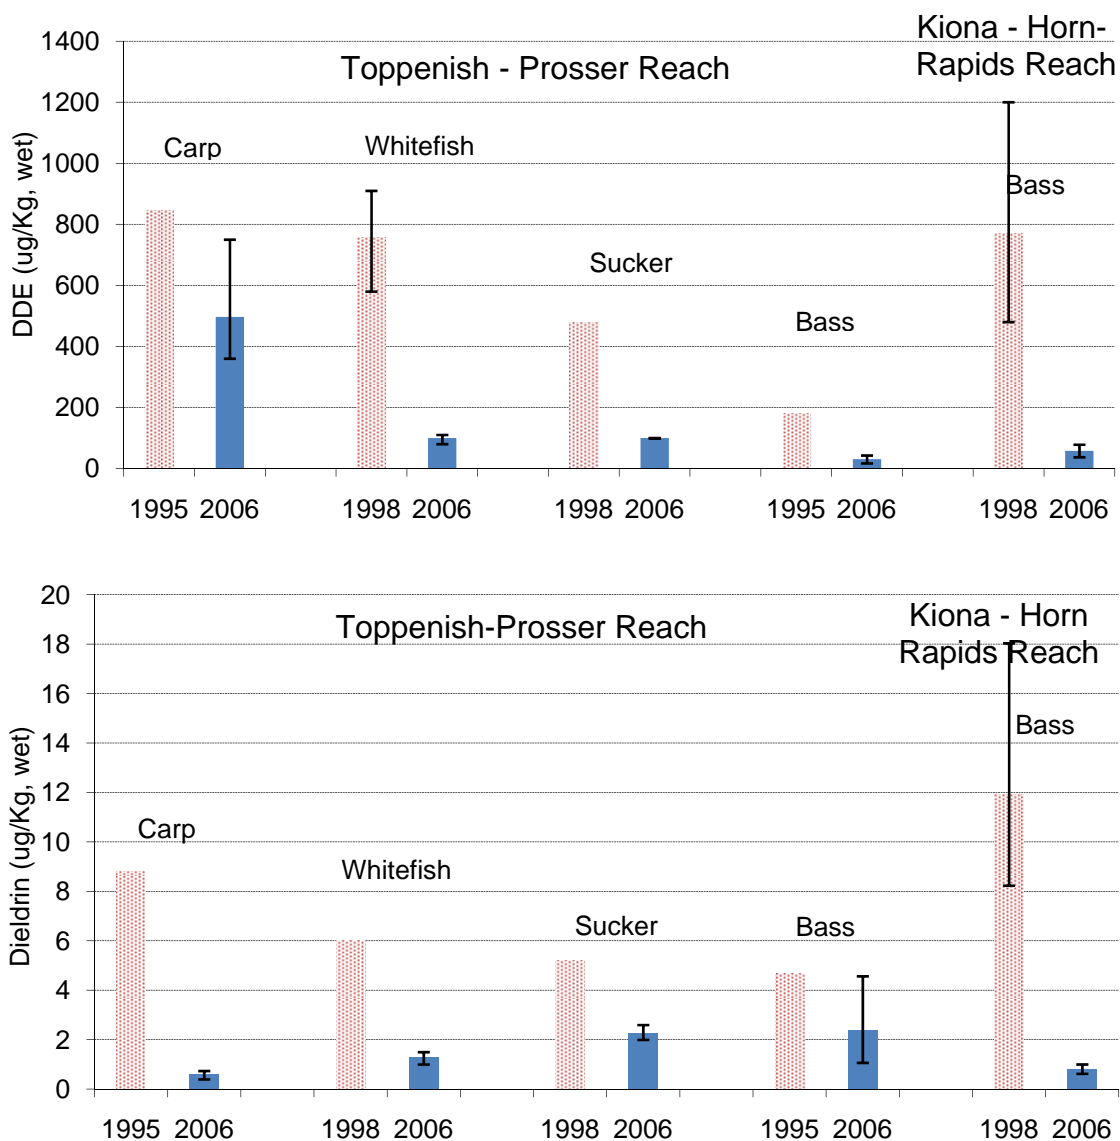 Kiona - Horn-
Rapids Reach
Toppenish - Prosser Reach
DDE (ug/Kg, wet)
1400
1200
1000
800
600
400
200
0
Carp
Whitefish
Sucker
Bass
Bass
1995 2006 1998 2006 1998 2006 1995 2006 1998 2006
Kiona - Horn
Rapids Reach
Toppenish-Prosser Reach
Dieldrin (ug/Kg, wet)
20
18
16
14
12
10
8
6
4
2
0
Carp
Whitefish
Sucker
Bass
Bass
1995 2006 1998 2006 1998 2006 1995 2006 1998 2006